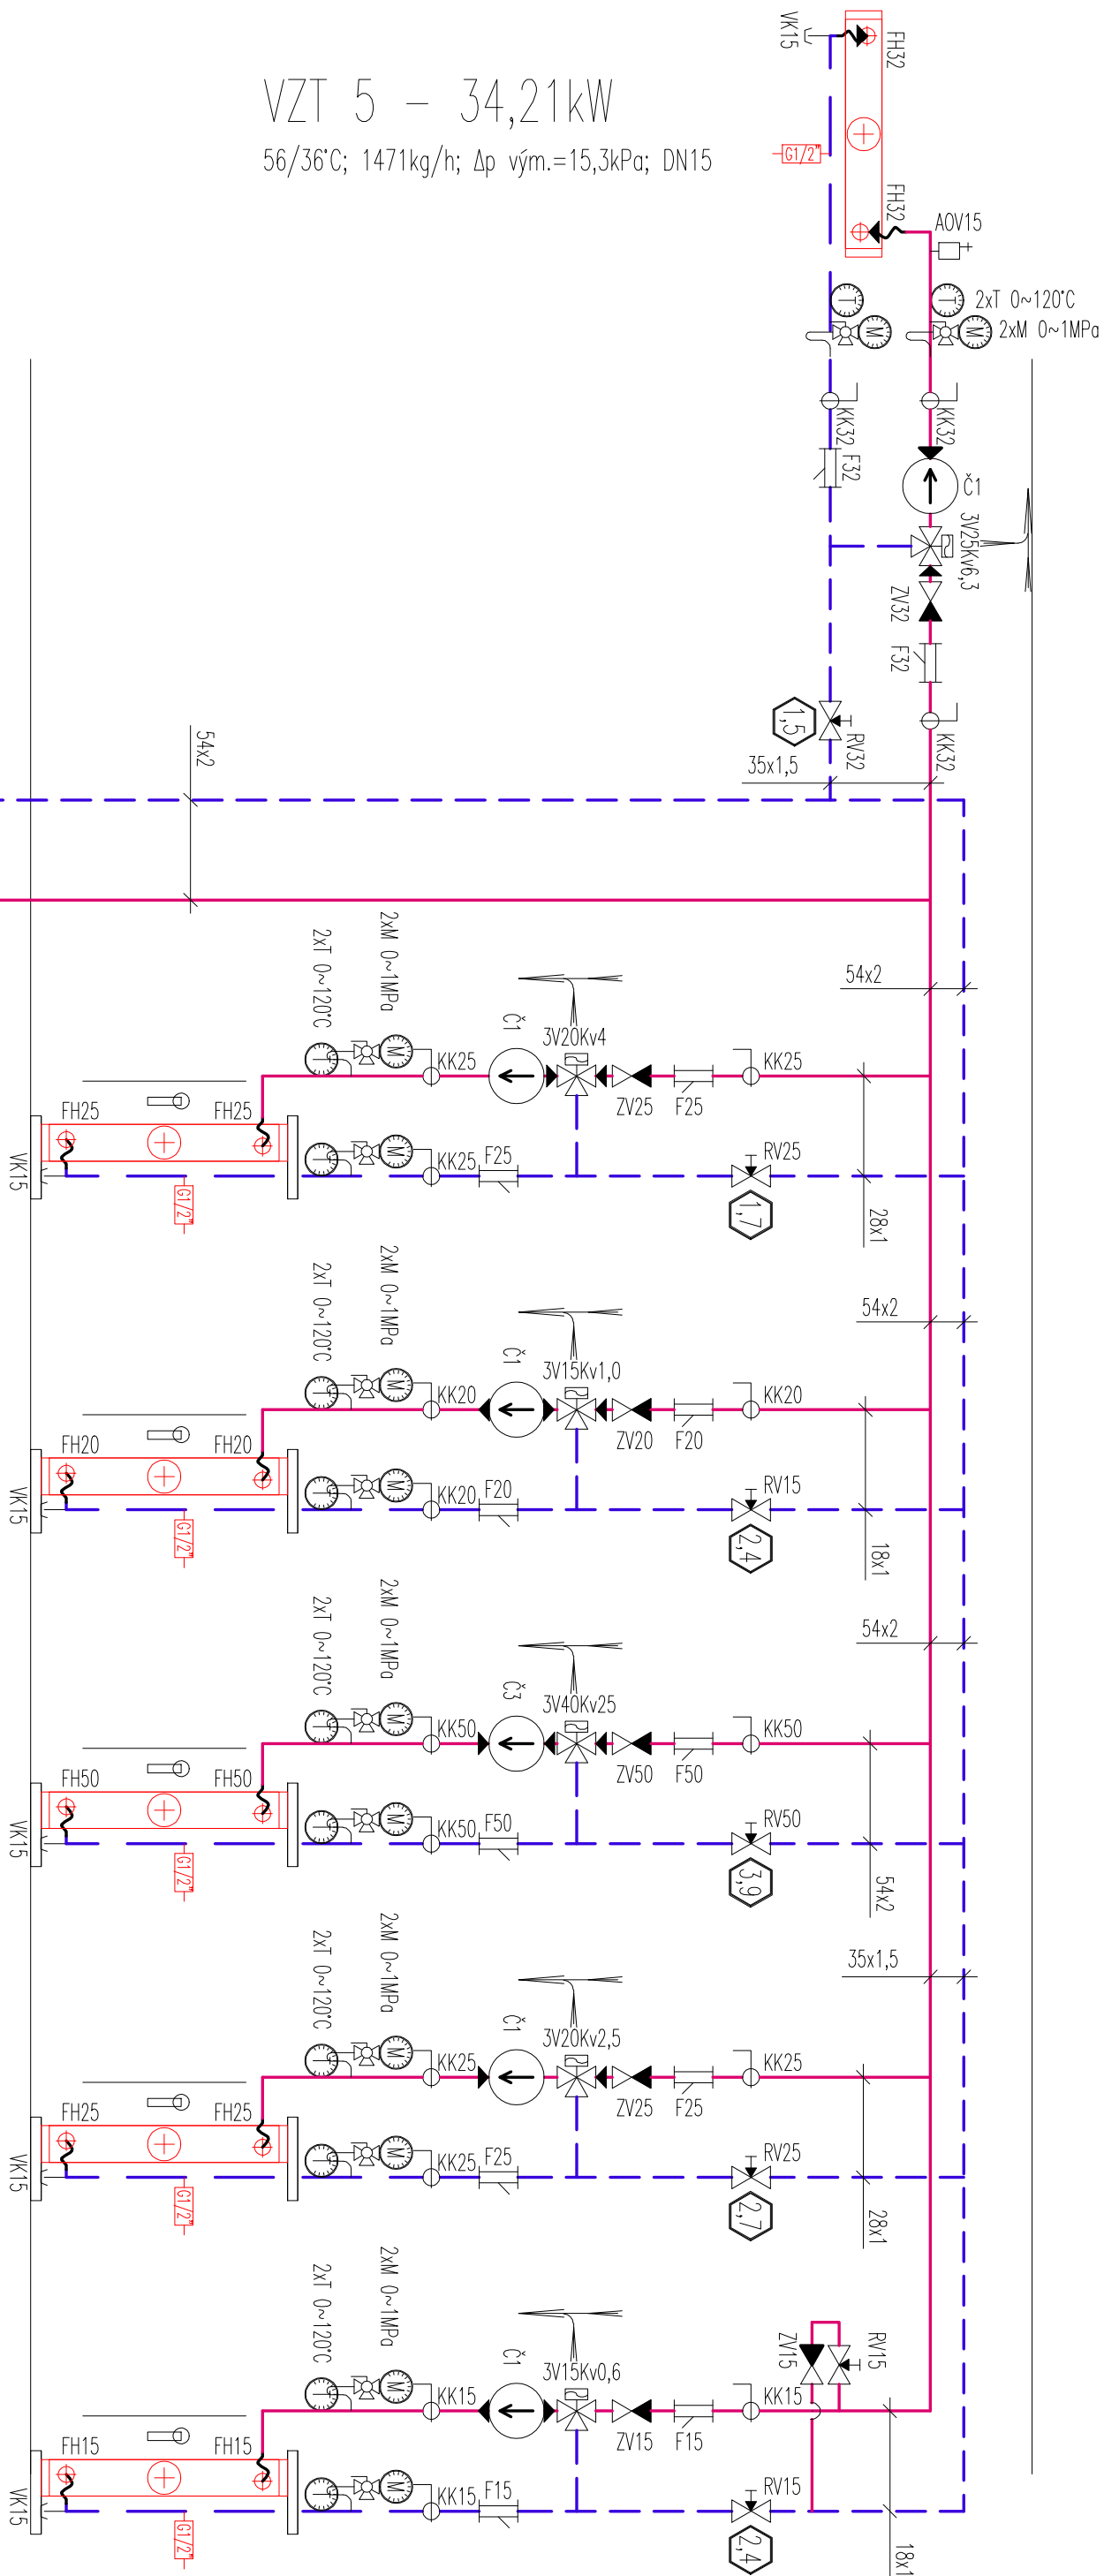 VK15
FH32
VZT 5 - 34,21kW
56/36°C; 1471kg/h; Δp vým.=15,3kPa; DN15
G1/2"
FH32
AOV15
T
T
2xT 0~120°C
M
M
2xM 0~1MPa
KK32
KK32
F32
Č1
3V25Kv6,3
ZV32
F32
1,5
RV32
KK32
35x1,5
54x2
54x2
2xM 0~1MPa
2xT 0~120°C
Č1
3V20Kv4
M
KK25
KK25
ZV25
F25
28x1
FH25
FH25
M
KK25
F25
RV25
1,7
VK15
G1/2"
54x2
2xM 0~1MPa
2xT 0~120°C
Č1
3V15Kv1,0
M
KK20
KK20
ZV20
F20
18x1
FH20
FH20
M
KK20
F20
RV15
2,4
VK15
G1/2"
54x2
2xM 0~1MPa
2xT 0~120°C
Č3
3V40Kv25
M
KK50
KK50
ZV50
F50
54x2
FH50
FH50
M
KK50
F50
RV50
3,9
VK15
G1/2"
35x1,5
2xM 0~1MPa
2xT 0~120°C
Č1
3V20Kv2,5
M
KK25
KK25
ZV25
F25
28x1
FH25
FH25
M
KK25
F25
RV25
2,7
VK15
G1/2"
ZV15
RV15
2xM 0~1MPa
2xT 0~120°C
Č1
3V15Kv0,6
M
KK15
KK15
ZV15
F15
18x1
FH15
FH15
M
KK15
F15
RV15
2,4
VK15
G1/2"